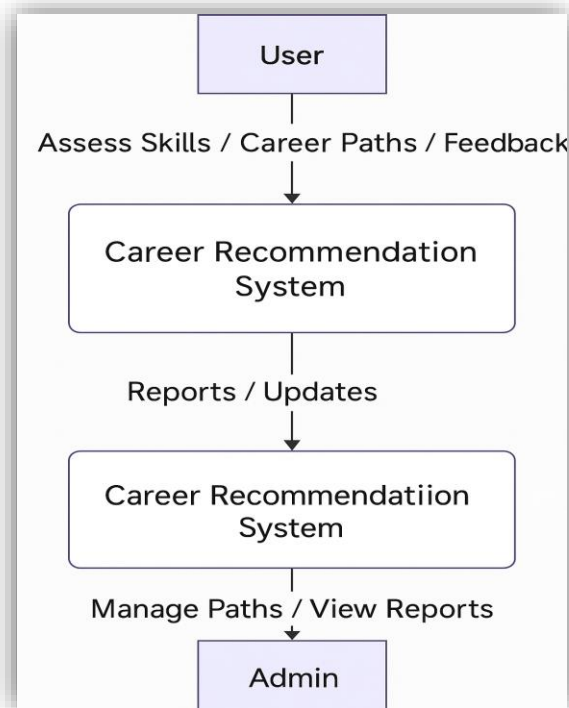 User
Assess Skills / Career Paths / Feedback
Career Recommendation
System
Reports / Updates
Career Recommendatiion
System
Manage Paths / View Reports
Admin